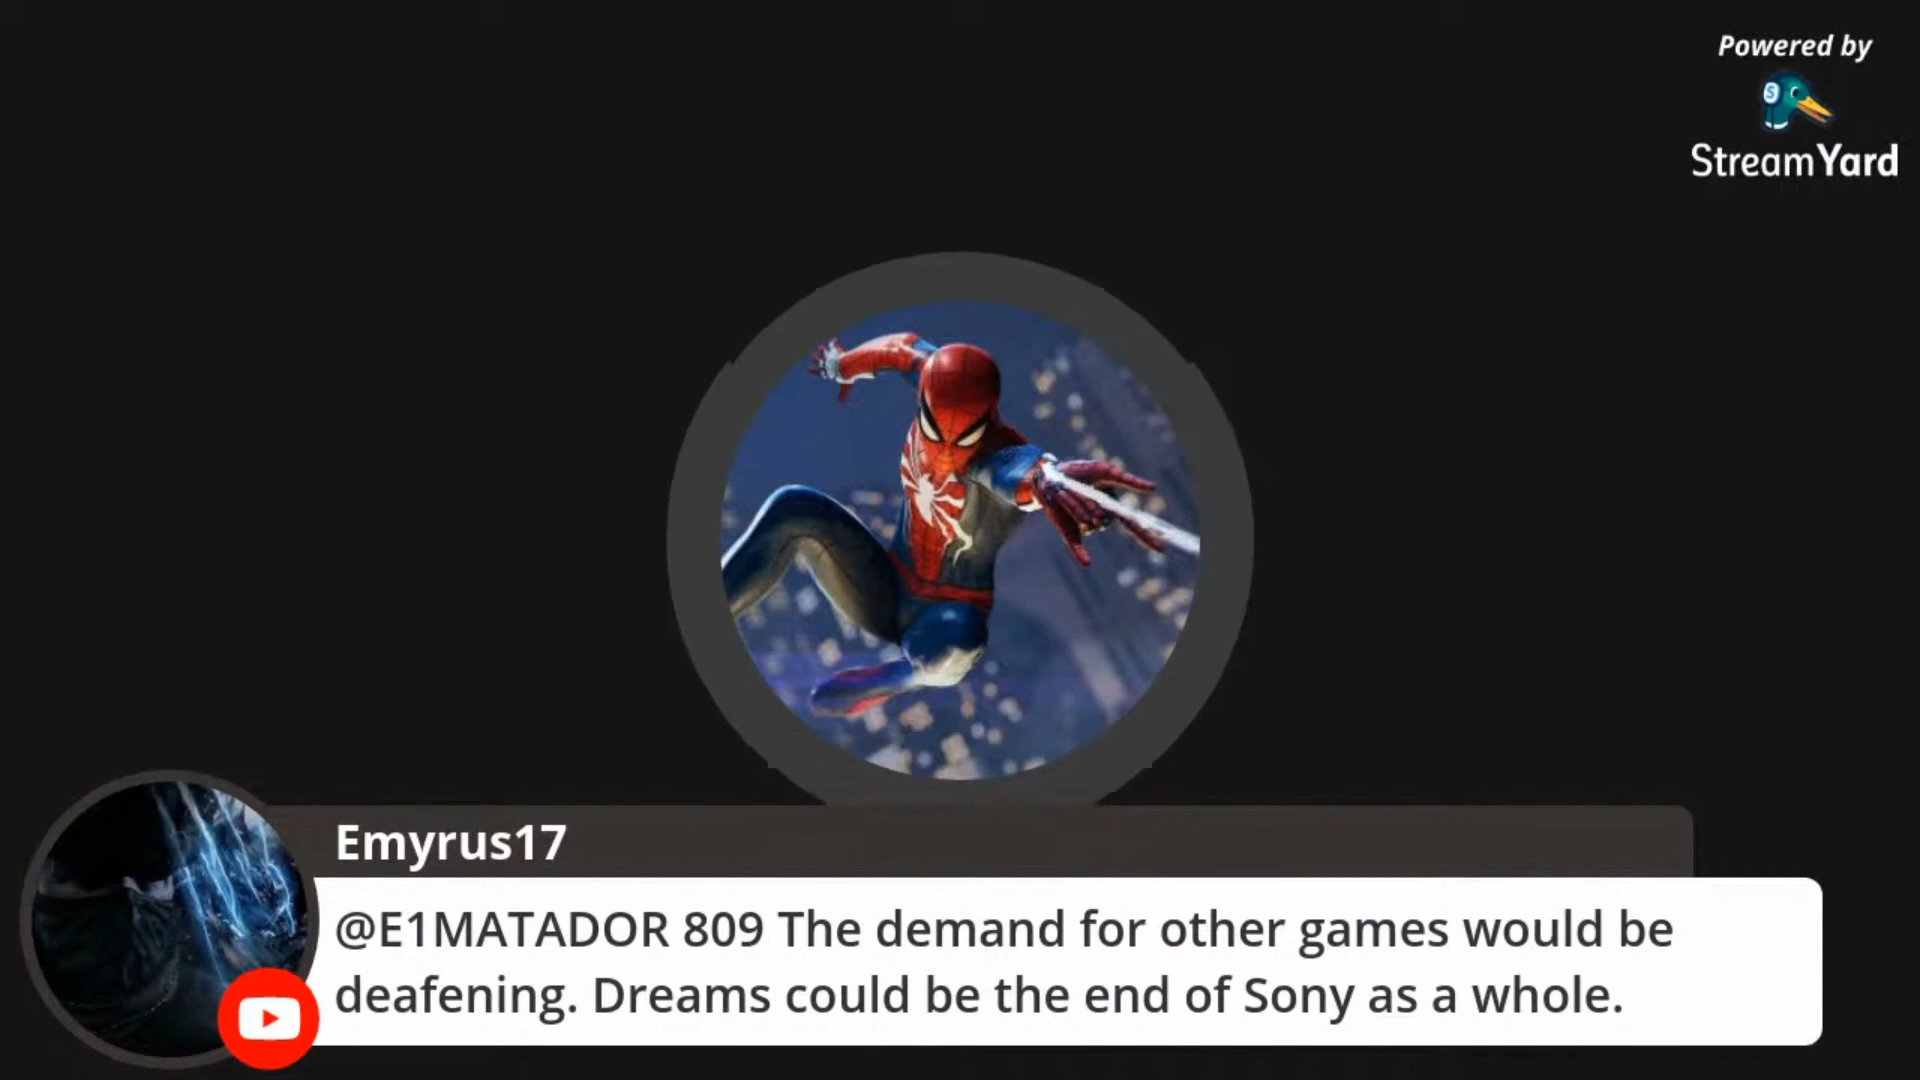 Powered by
StreamYard
Emyrus17
@E1MATADOR 809 The demand for other games would be
deafening. Dreams could be the end of Sony as a whole.